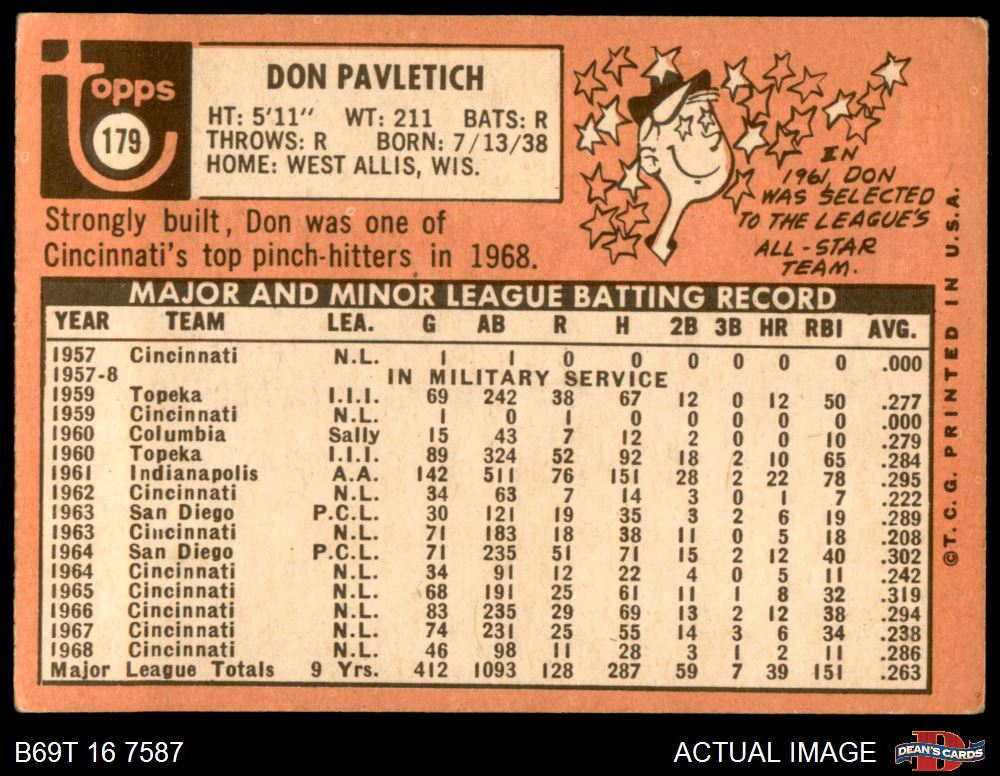 Topps
179
DON PAVLETICH
HT: 5'11" WT: 211 BATS: R
THROWS: R BORN: 7/13/38
HOME: WEST ALLIS, WIS.
Strongly built, Don was one of
Cincinnati's top pinch-hitters in 1968.
IN
1961, DON
WAS SELECTED
TO THE LEAGUE'S
ALL-STAR
TEAM.
MAJOR AND MINOR LEAGUE BATTING RECORD
YEAR TEAM LEA. G AB R H 2B 3B HR RBI AVG.
1957 Cincinnati N.L. 1 1 0 0 0 0 0 0 .000
1957-8 IN MILITARY SERVICE
1959 Topeka I.I.I. 69 242 38 67 12 0 12 50 .277
1959 Cincinnati N.L. 1 0 1 0 0 0 0 0 .000
1960 Columbia Sally 15 43 7 12 2 0 0 10 .279
1960 Topeka I.I.I. 89 324 52 92 18 2 10 65 .284
1961 Indianapolis A.A. 142 511 76 151 28 2 22 78 .295
1962 Cincinnati N.L. 34 63 7 14 3 0 1 7 .222
1963 San Diego P.C.L. 30 121 19 35 3 2 6 19 .289
1963 Cincinnati N.L. 71 183 18 38 11 0 5 18 .208
1964 San Diego P.C.L. 71 235 51 71 15 2 12 40 .302
1964 Cincinnati N.L. 34 91 12 22 4 0 5 11 .242
1965 Cincinnati N.L. 68 191 25 61 11 1 8 32 .319
1966 Cincinnati N.L. 83 235 29 69 13 2 12 38 .294
1967 Cincinnati N.L. 74 231 25 55 14 3 6 34 .238
1968 Cincinnati N.L. 46 98 11 28 3 1 2 11 .286
Major League Totals 9 Yrs. 412 1093 128 287 59 7 39 151 .263
©T.C.G. PRINTED IN U.S.A.
B69T 16 7587
ACTUAL IMAGE
DEAN'S CARDS